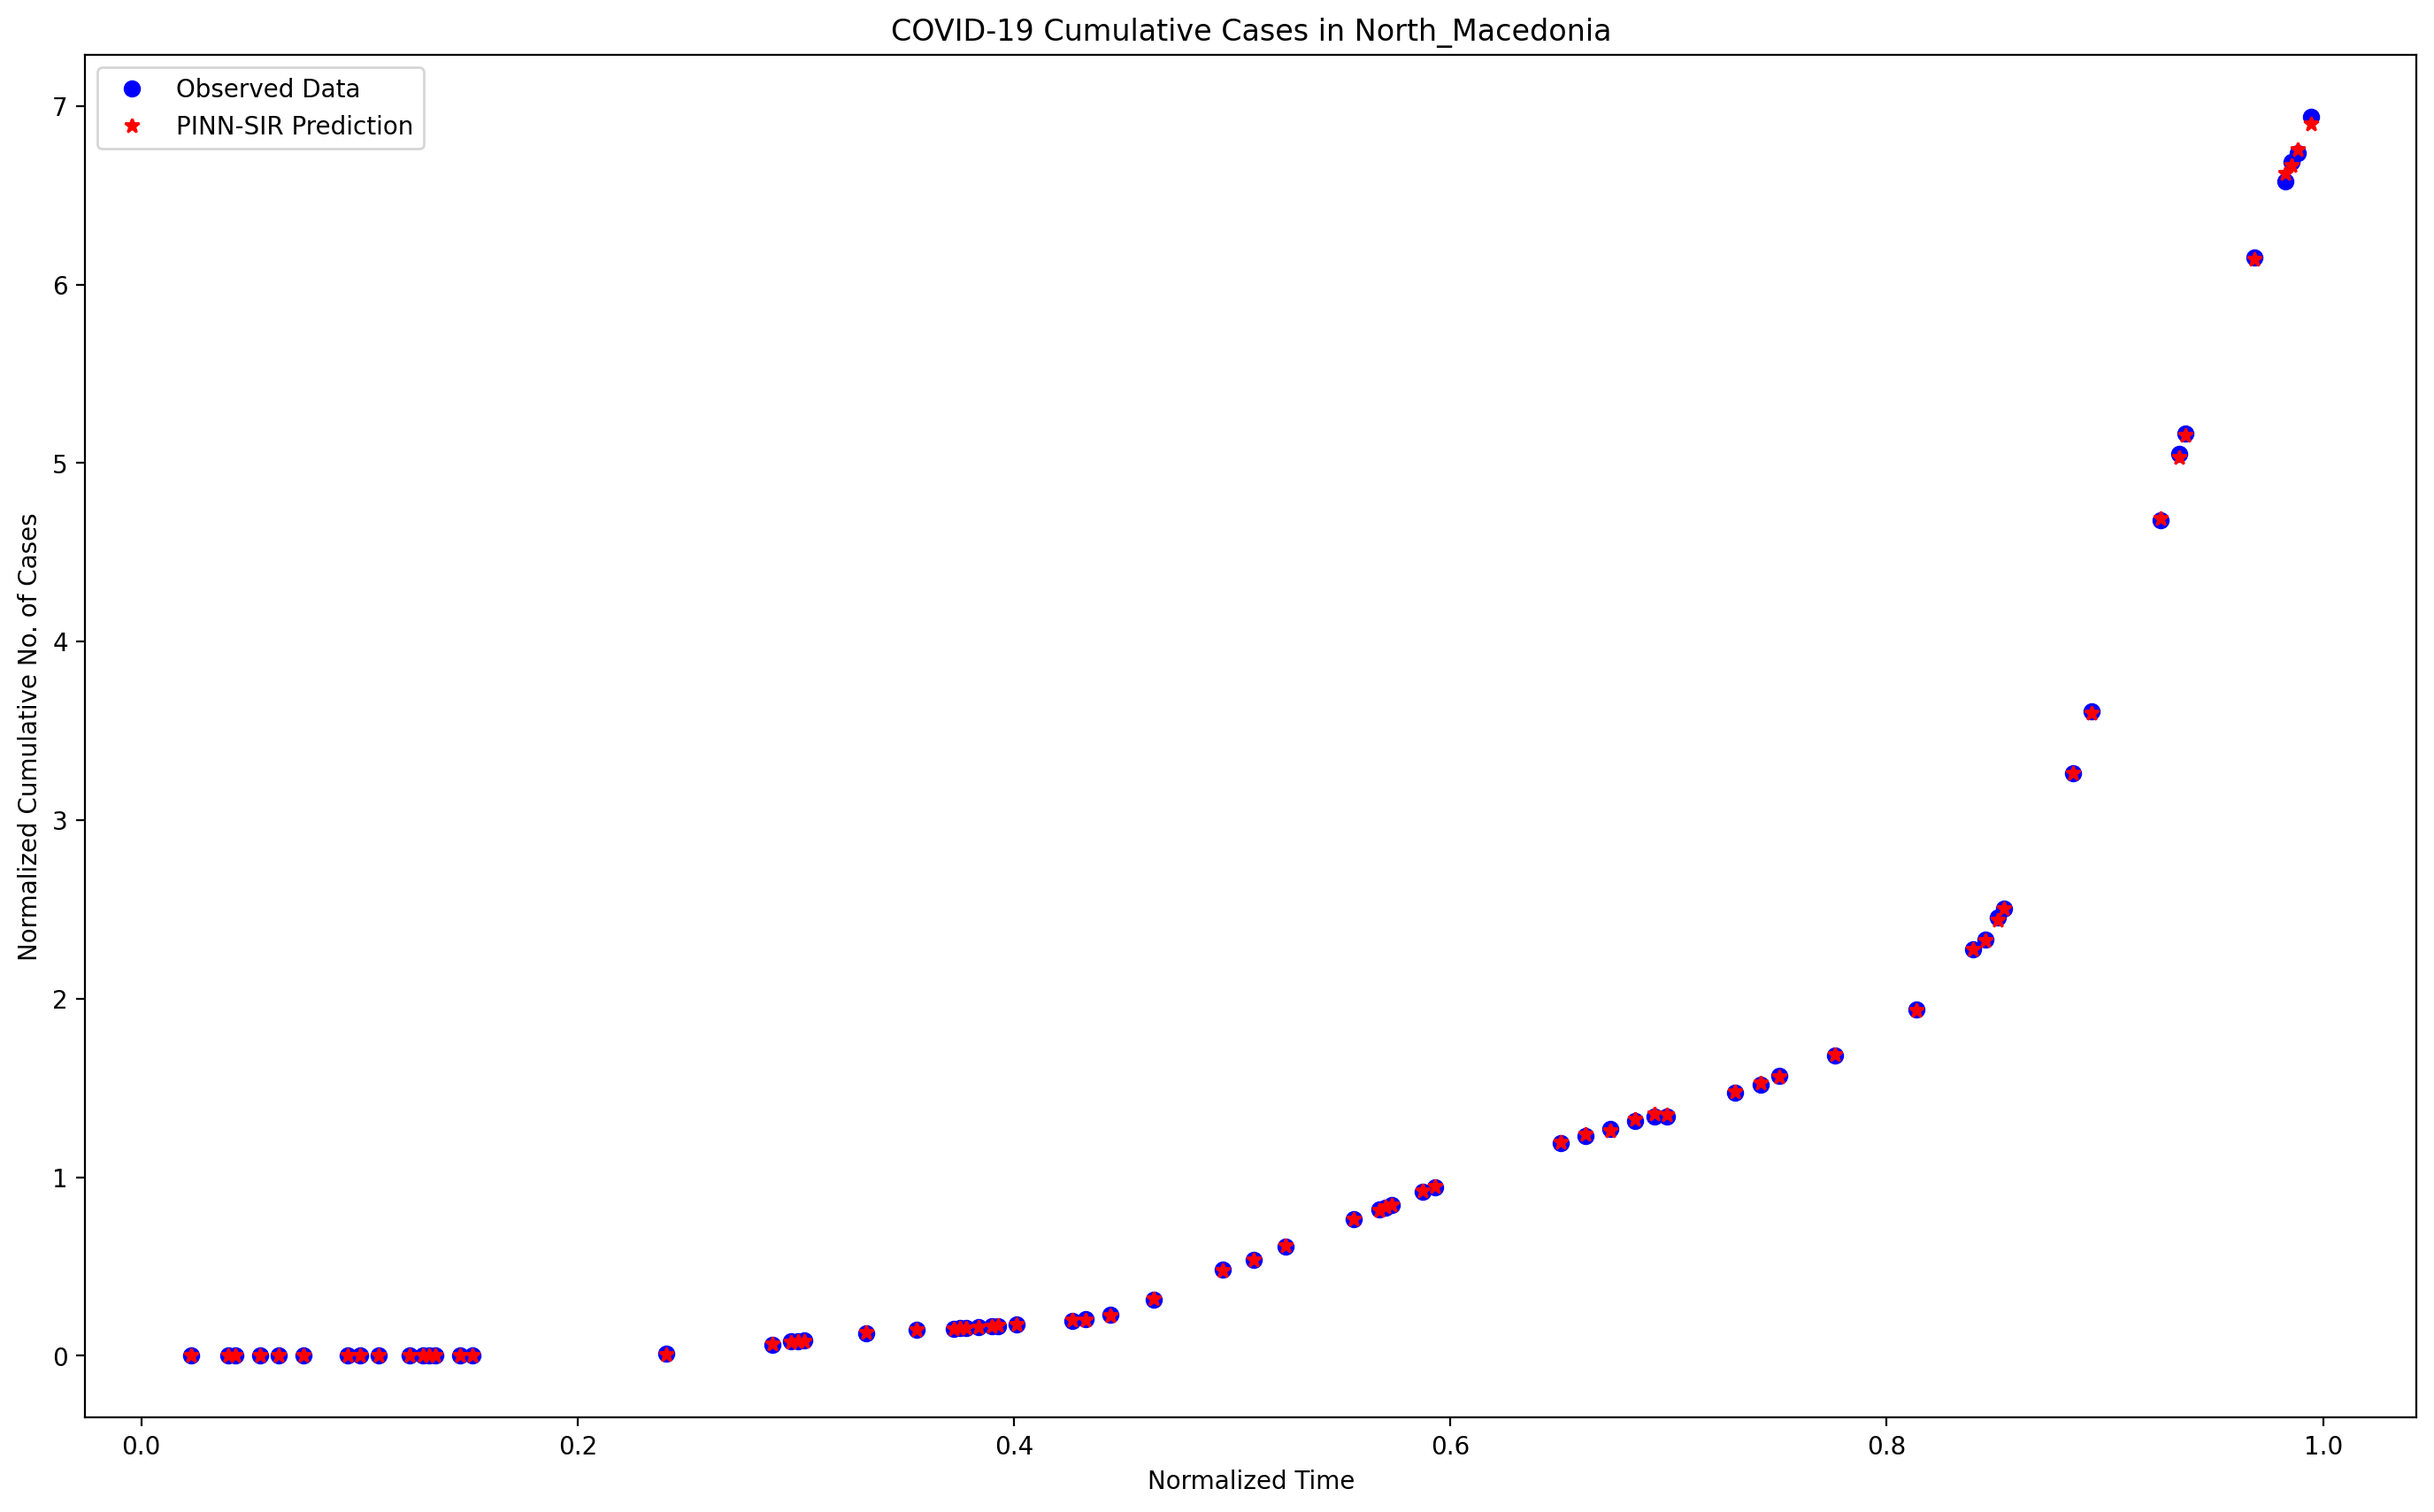 COVID-19 Cumulative Cases in North_Macedonia
Observed Data
PINN-SIR Prediction
Normalized Cumulative No. of Cases
7
6
5
4
3
2
1
0
0.0 0.2 0.4 0.6 0.8 1.0
Normalized Time